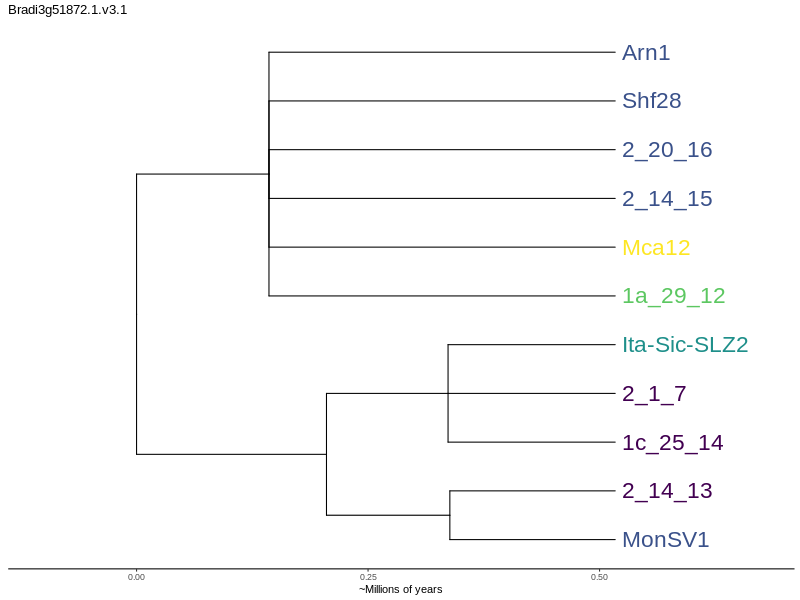 Bradi3g51872.1.v3.1
Arn1
Shf28
2_20_16
2_14_15
Mca12
1a_29_12
Ita-Sic-SLZ2
2_1_7
1c_25_14
2_14_13
MonSV1
0.00 0.25 0.50
~Millions of years